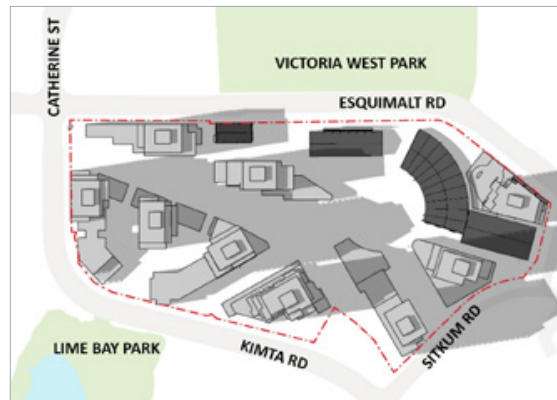 CATHERINE ST
VICTORIA WEST PARK
ESQUIMALT RD
LIME BAY PARK
KIMTA RD
SITKUM RD